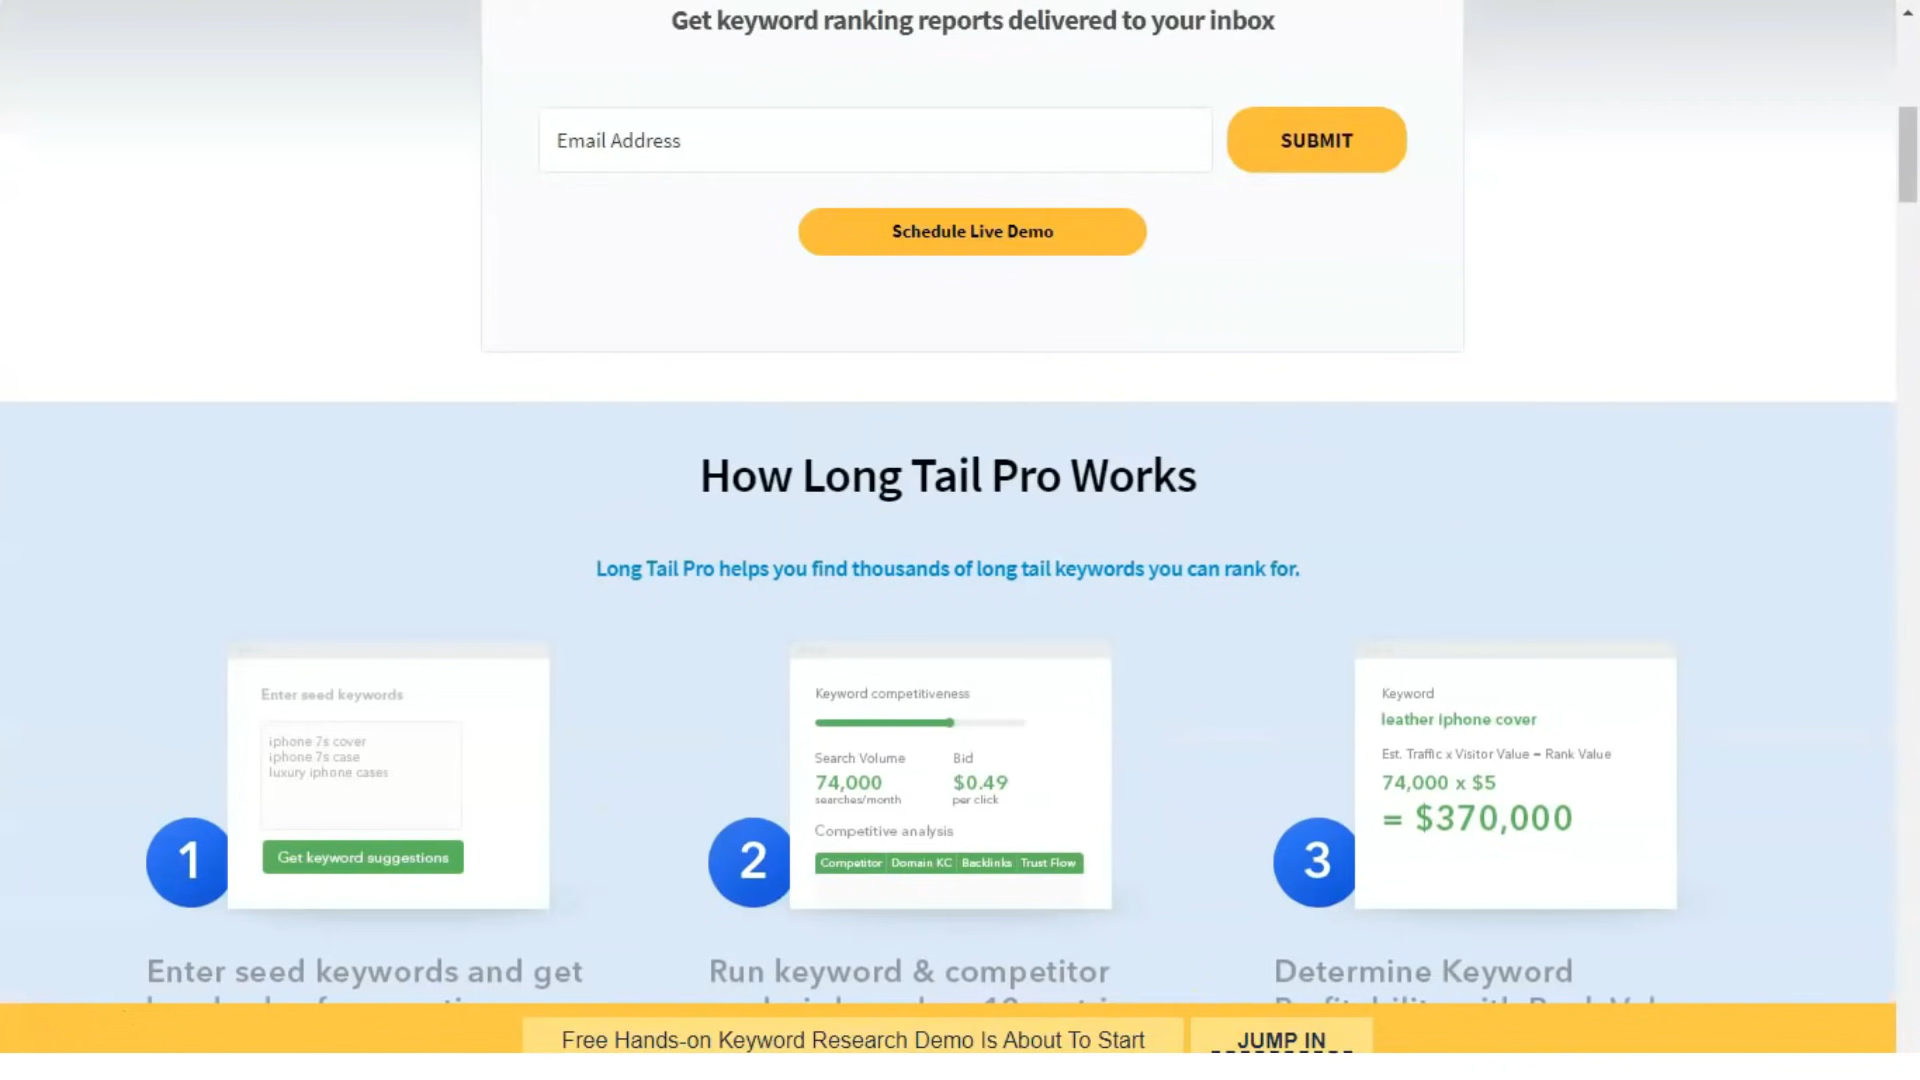 Get keyword ranking reports delivered to your inbox
Email Address
SUBMIT
Schedule Live Demo
How Long Tail Pro Works
Long Tail Pro helps you find thousands of long tail keywords you can rank for.
Enter seed keywords
iphone 7s cover
iphone 7s case
luxury iphone cases
1
Get keyword suggestions
Enter seed keywords and get
Keyword competitiveness
Search Volume Bid
74,000 $0.49
searches/month per click
Competitive analysis
2
Competitor Domain KC Backlinks Trust Flow
Run keyword & competitor
Keyword
leather iphone cover
Est. Traffic x Visitor Value = Rank Value
74,000 x $5
= $370,000
3
Determine Keyword
Free Hands-on Keyword Research Demo Is About To Start
JUMP IN